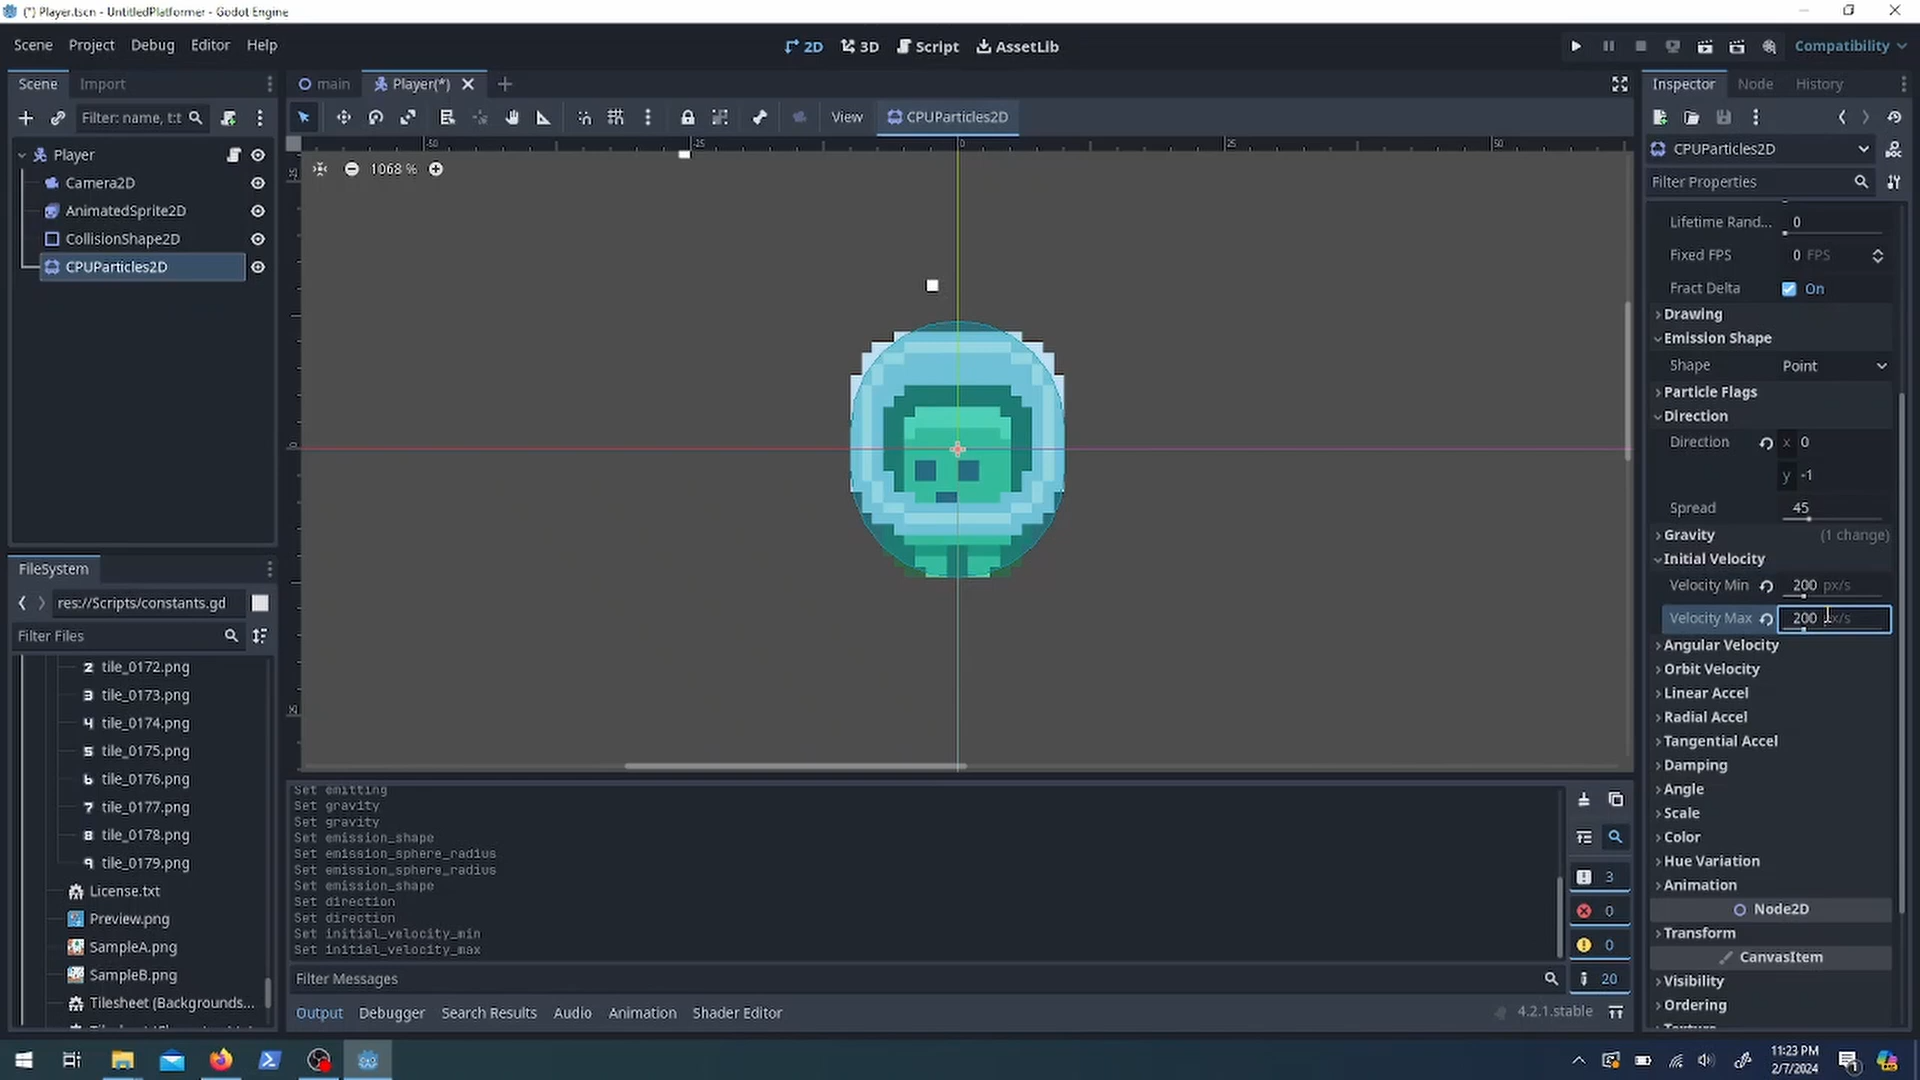 (*) Player.tscn - UntitledPlatformer - Godot Engine
Scene Project Debug Editor Help
2D 3D Script AssetLib
Compatibility
Scene Import
main Player(*)
Inspector Node History
Filter: name, t:t
View CPUParticles2D
-50 -25 0 25 50
1068 %
Player
Camera2D
AnimatedSprite2D
CollisionShape2D
CPUParticles2D
CPUParticles2D
Filter Properties
Lifetime Rand... 0
Fixed FPS 0 FPS
Fract Delta On
Drawing
Emission Shape
Shape Point
Particle Flags
Direction
Direction x 0
y -1
Spread 45
Gravity (1 change)
Initial Velocity
Velocity Min 200 px/s
Velocity Max 200 px/s
Angular Velocity
Orbit Velocity
Linear Accel
Radial Accel
Tangential Accel
Damping
Angle
Scale
Color
Hue Variation
Animation
Node2D
Transform
CanvasItem
Visibility
Ordering
FileSystem
res://Scripts/constants.gd
Filter Files
2 tile_0172.png
3 tile_0173.png
4 tile_0174.png
5 tile_0175.png
6 tile_0176.png
7 tile_0177.png
8 tile_0178.png
9 tile_0179.png
License.txt
Preview.png
SampleA.png
SampleB.png
Tilesheet (Backgrounds...
Set emitting
Set gravity
Set gravity
Set emission_shape
Set emission_sphere_radius
Set emission_sphere_radius
Set emission_shape
Set direction
Set direction
Set initial_velocity_min
Set initial_velocity_max
3
0
0
20
Filter Messages
Output Debugger Search Results Audio Animation Shader Editor
4.2.1.stable
11:23 PM
2/7/2024